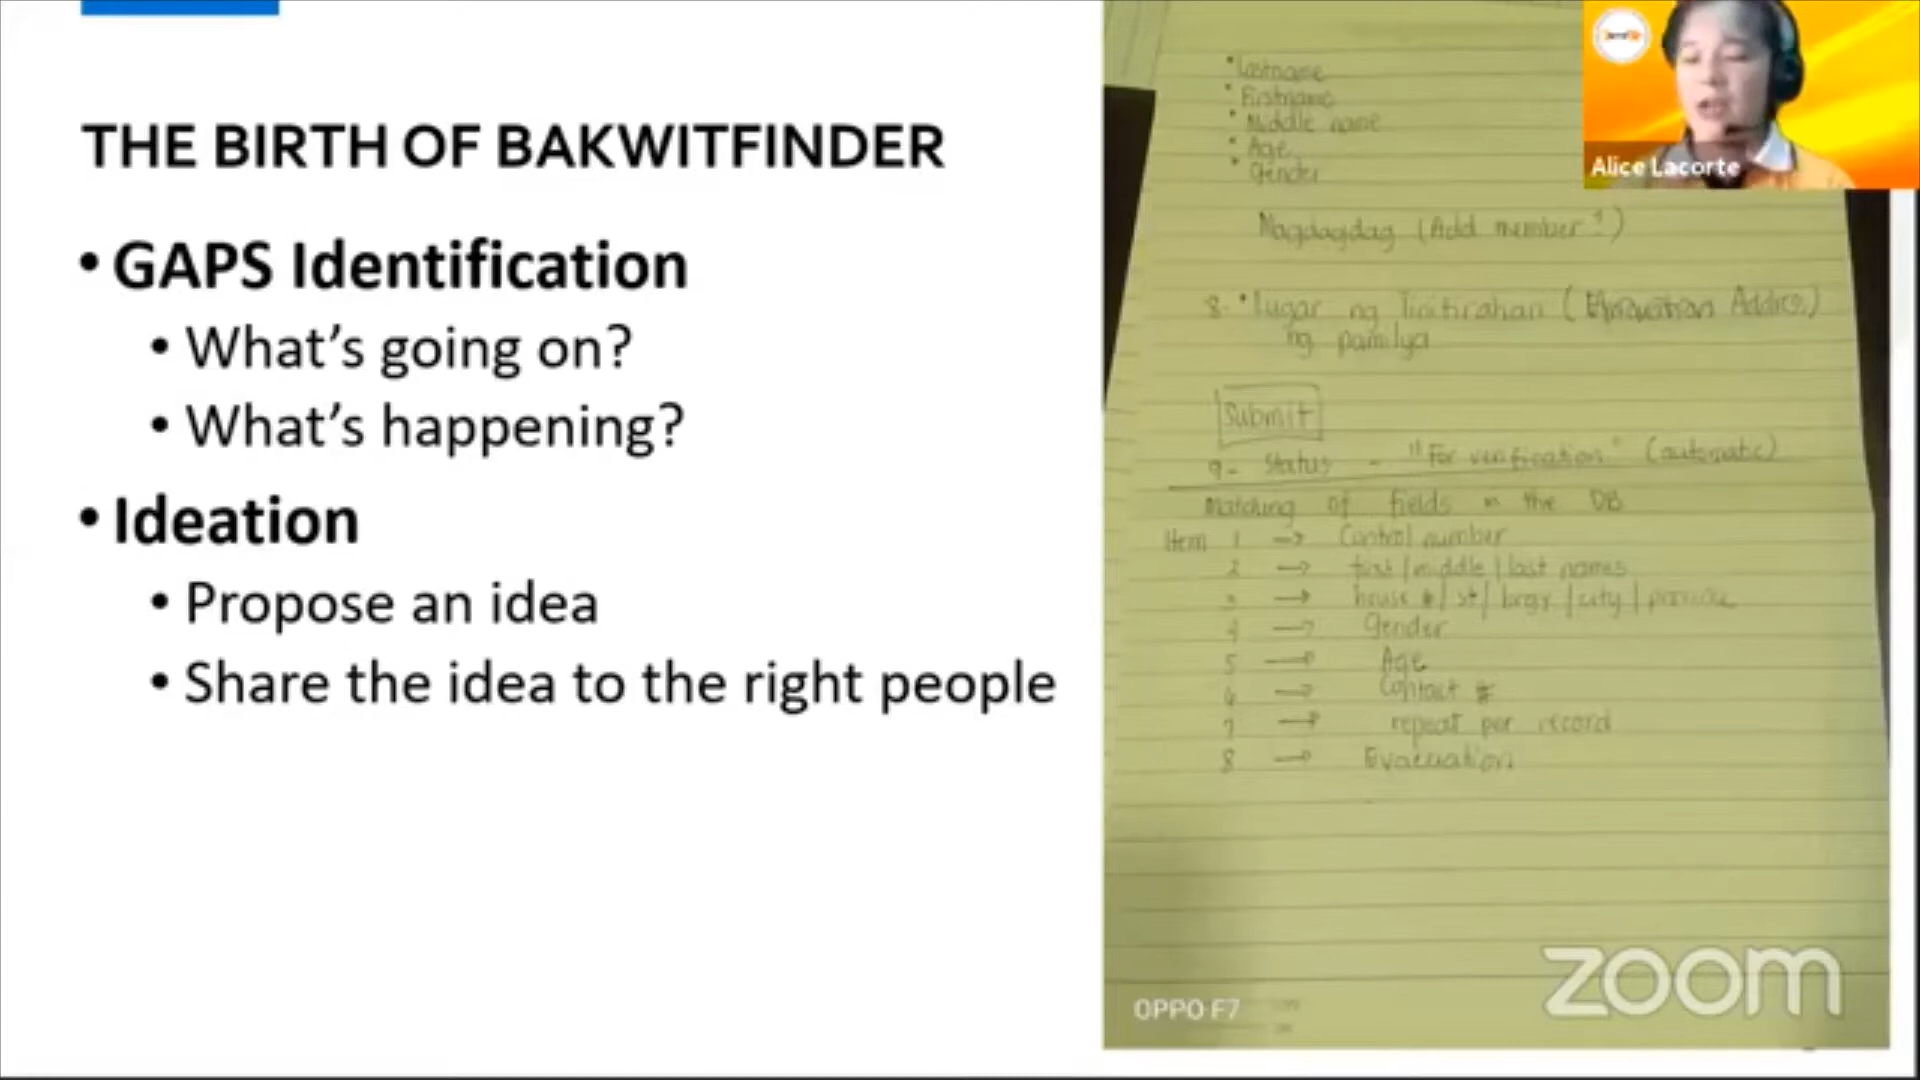 THE BIRTH OF BAKWITFINDER
• GAPS Identification
• What's going on?
• What's happening?
• Ideation
• Propose an idea
• Share the idea to the right people
• Lastname
• Firstname
• Middle name
• Age
• Gender
Nagdagdag (Add member?)
8- • Lugar ng Tinitirahan (Evacuation Address)
ng pamilya
Submit
9- Status - "For verification" (automatic)
Matching of fields in the DB
Item 1 → Control number
2 → first | middle | last names
3 → house # | st | brgy | city | province
4 → Gender
5 → Age
6 → Contact #
7 → repeat per record
8 → Evacuation
OPPO F7
Alice Lacorte
zoom